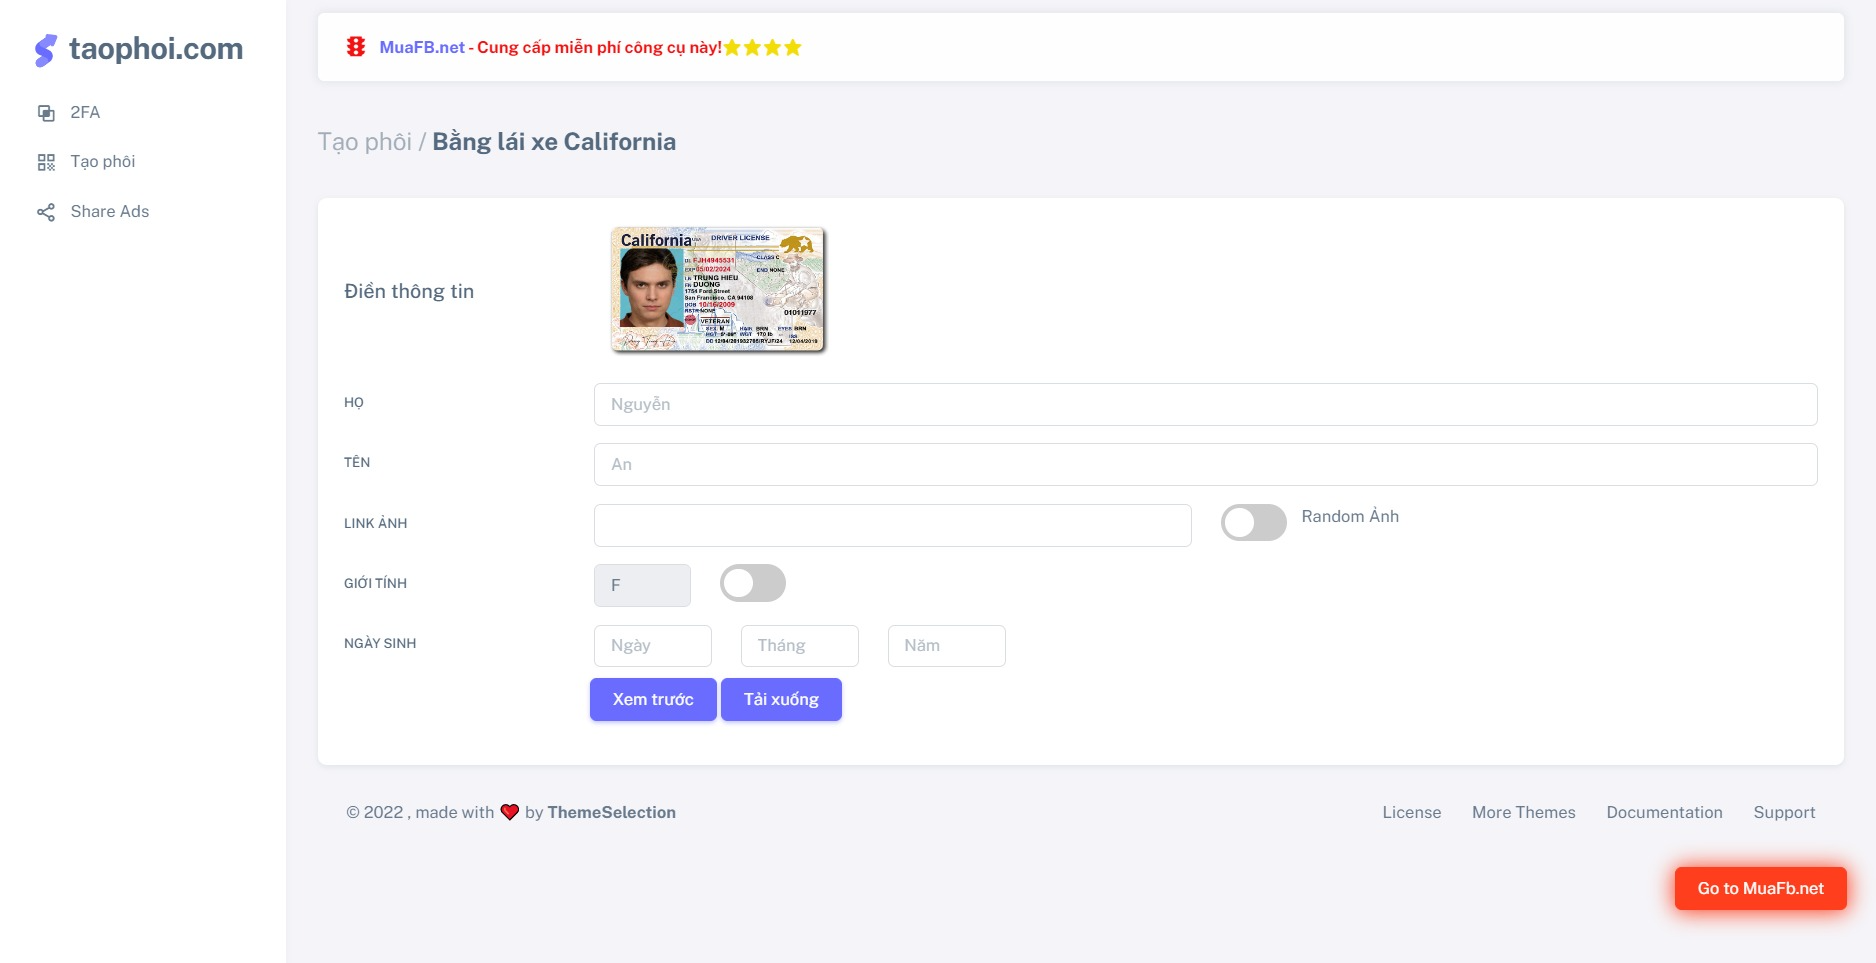 taophoi.com
2FA
Tạo phôi
Share Ads
MuaFB.net - Cung cấp miễn phí công cụ này!
Tạo phôi / Bằng lái xe California
Điền thông tin
California USA DRIVER LICENSE
DL FJH4945531 CLASS C
EXP 05/02/2024 END NONE
LN TRUNG HIEU
FN DUONG
1754 Ford Street
San Francisco, CA 94108
DOB 10/16/2009
RSTR NONE 01011977
VETERAN
SEX M HAIR BRN EYES BRN
HGT 5'-08" WGT 170 lb
ISS
12/04/2019
HỌ
Nguyễn
TÊN
An
LINK ẢNH
Random Ảnh
GIỚI TÍNH
F
NGÀY SINH
Ngày Tháng Năm
Xem trước Tải xuống
© 2022 , made with by ThemeSelection
License More Themes Documentation Support
Go to MuaFb.net